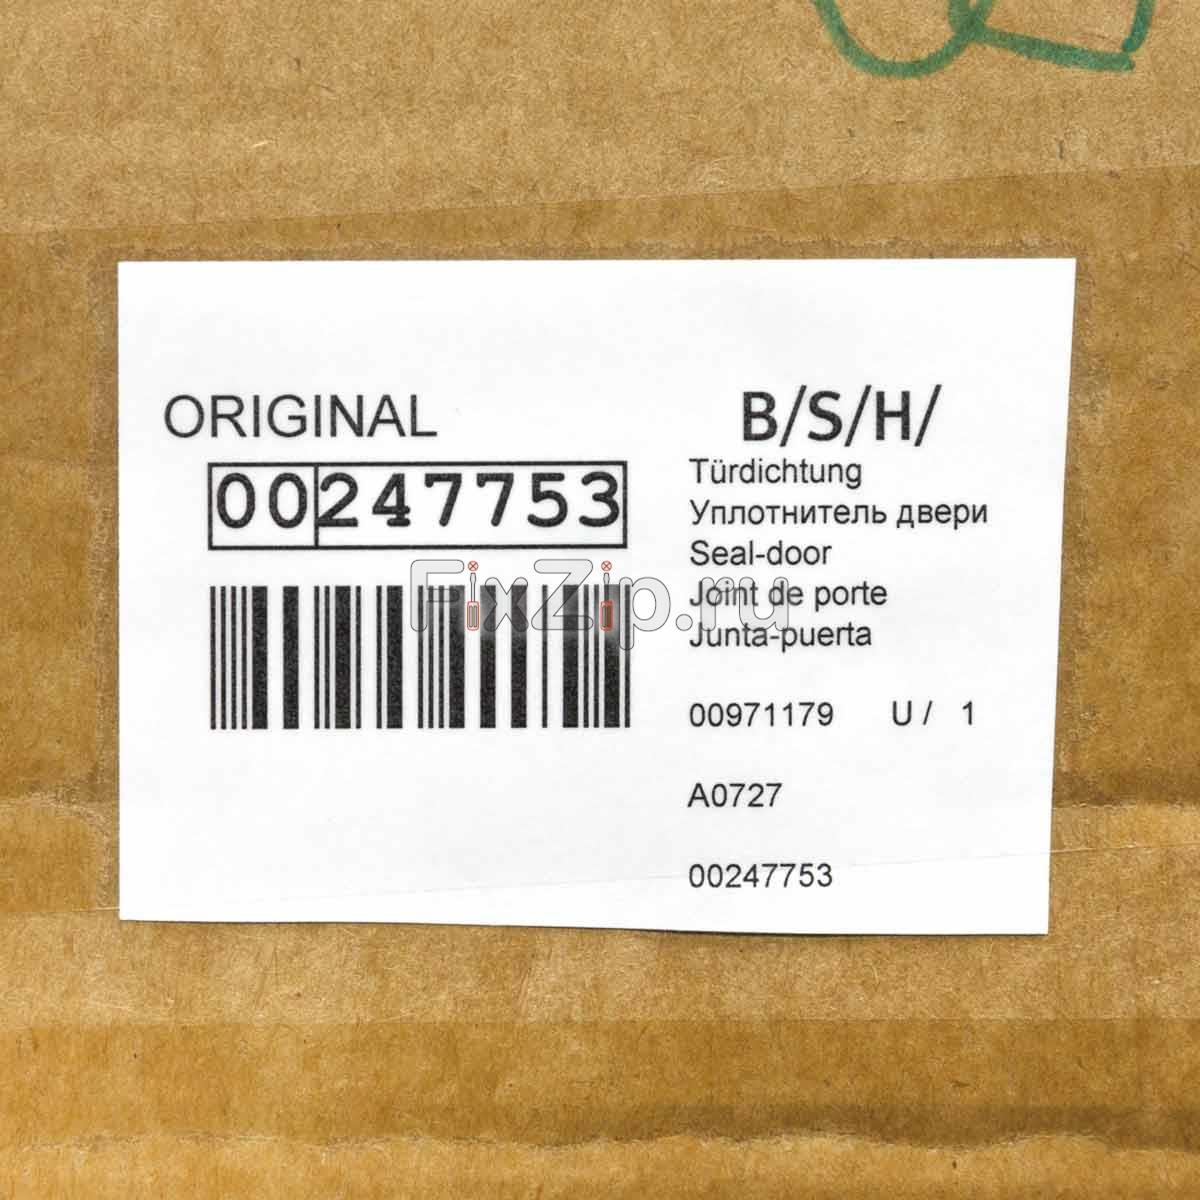 ORIGINAL
00247753
B/S/H/
Türdichtung
Уплотнитель двери
Seal-door
Joint de porte
Junta-puerta
FixZip.ru
00971179 U / 1
A0727
00247753